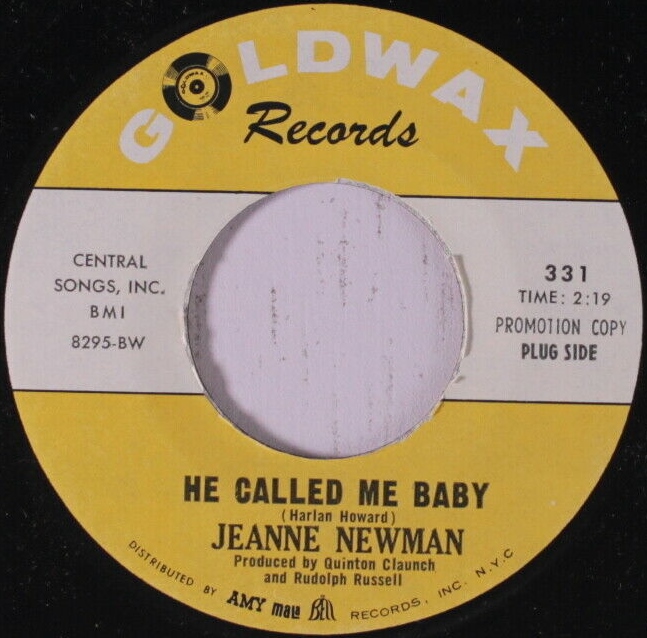 GOLDWAX
Records
CENTRAL
SONGS, INC.
BMI
8295-BW
331
TIME: 2:19
PROMOTION COPY
PLUG SIDE
HE CALLED ME BABY
(Harlan Howard)
JEANNE NEWMAN
Produced by Quinton Claunch
and Rudolph Russell
DISTRIBUTED BY AMY mala BELL RECORDS, INC. N.Y.C